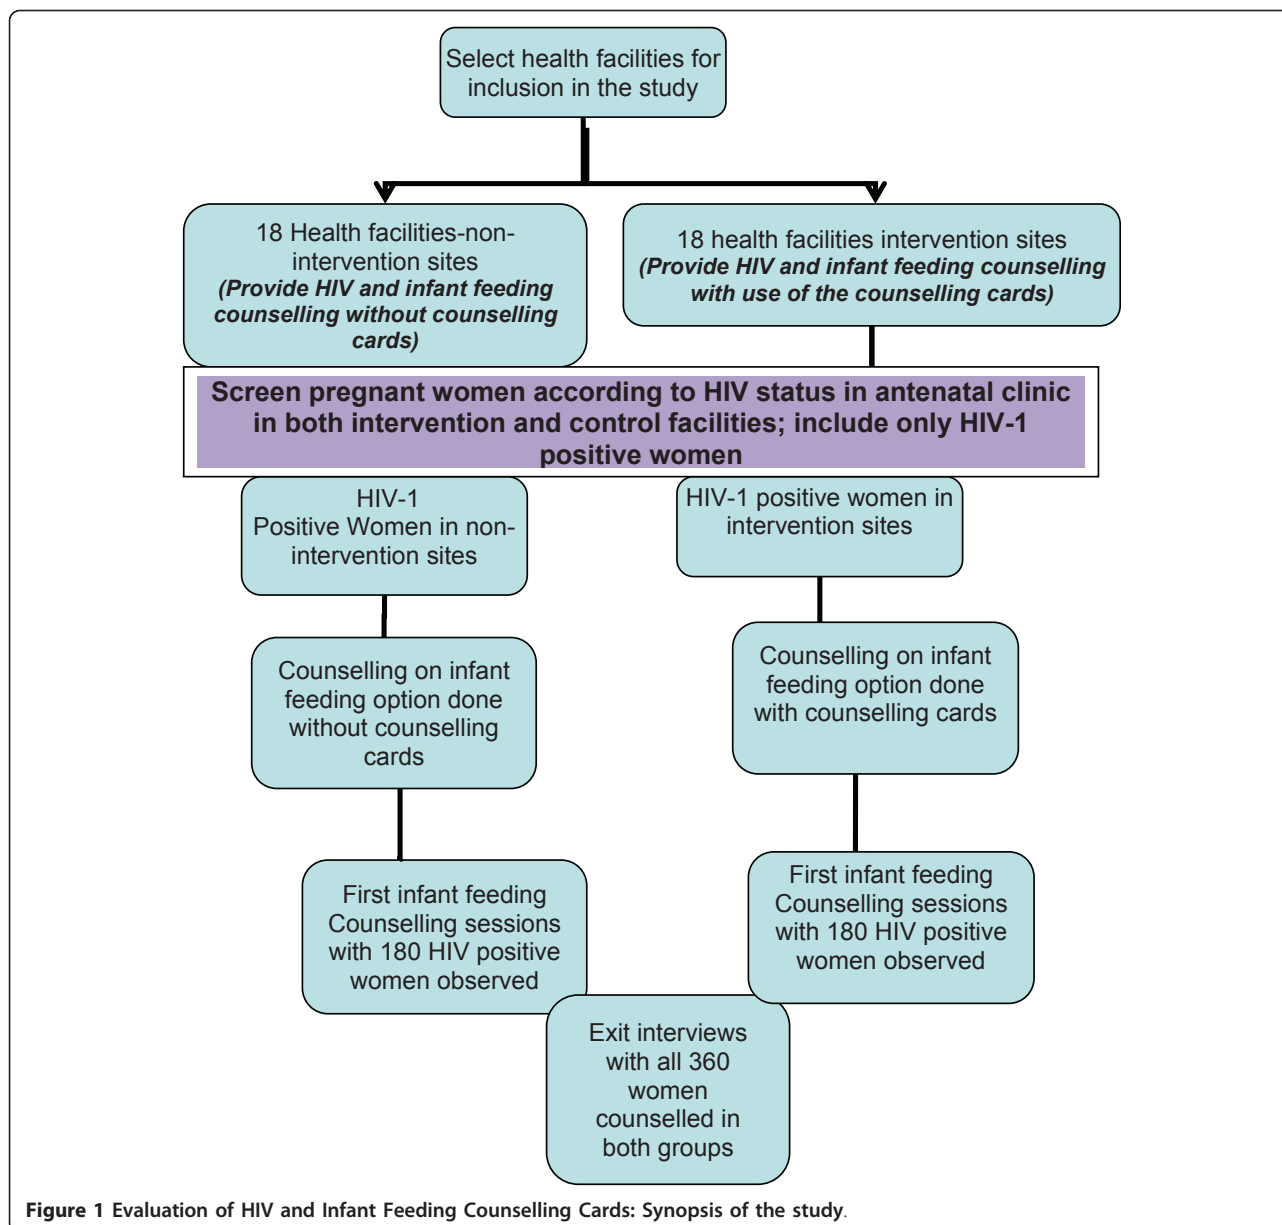 Select health facilities for
inclusion in the study
18 Health facilities-non-
intervention sites
(Provide HIV and infant feeding
counselling without counselling
cards)
18 health facilities intervention sites
(Provide HIV and infant feeding counselling
with use of the counselling cards)
Screen pregnant women according to HIV status in antenatal clinic
in both intervention and control facilities; include only HIV-1
positive women
HIV-1
Positive Women in non-
intervention sites
HIV-1 positive women in
intervention sites
Counselling on infant
feeding option done
without counselling
cards
Counselling on infant
feeding option done
with counselling cards
First infant feeding
Counselling sessions
with 180 HIV positive
women observed
First infant feeding
Counselling sessions
with 180 HIV positive
women observed
Exit interviews
with all 360
women
counselled in
both groups
Figure 1 Evaluation of HIV and Infant Feeding Counselling Cards: Synopsis of the study.